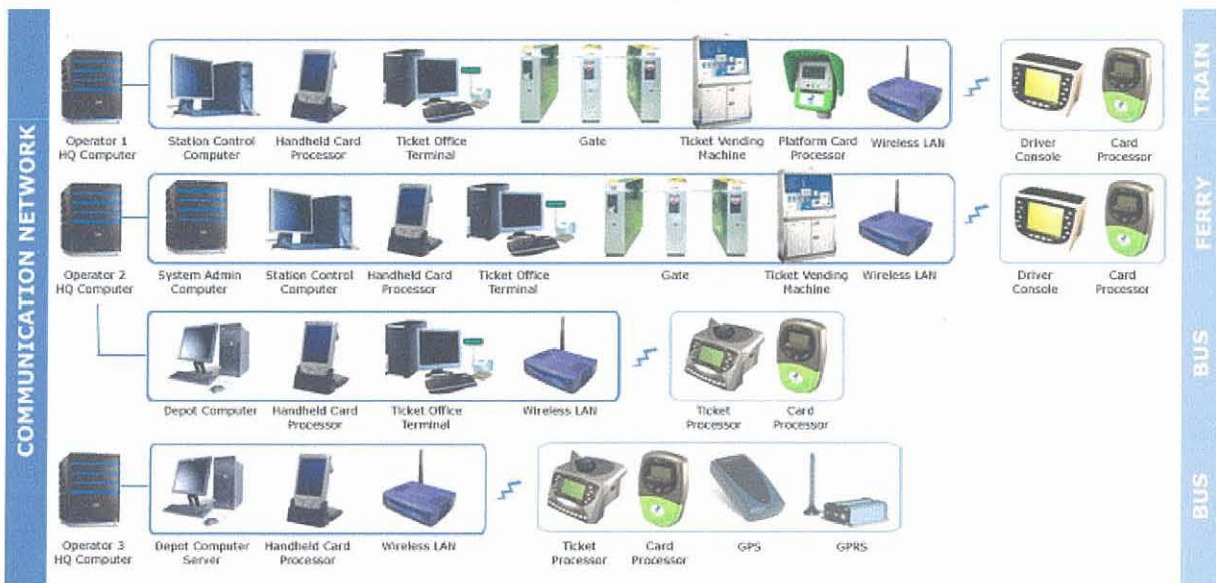 COMMUNICATION NETWORK
Operator 1
HQ Computer
Station Control
Computer
Handheld Card
Processor
Ticket Office
Terminal
Gate
Ticket Vending
Machine
Platform Card
Processor
Wireless LAN
Driver
Console
Card
Processor
TRAIN
Operator 2
HQ Computer
System Admin
Computer
Station Control
Computer
Handheld Card
Processor
Ticket Office
Terminal
Gate
Ticket Vending
Machine
Wireless LAN
Driver
Console
Card
Processor
FERRY
Depot Computer
Handheld Card
Processor
Ticket Office
Terminal
Wireless LAN
Ticket
Processor
Card
Processor
BUS
Operator 3
HQ Computer
Depot Computer
Server
Handheld Card
Processor
Wireless LAN
Ticket
Processor
Card
Processor
GPS
GPRS
BUS